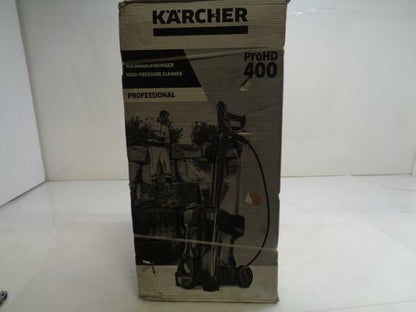 KÄRCHER
HOCHDRUCKREINIGER
HIGH-PRESSURE CLEANER
PROFESSIONAL
ProHD
400